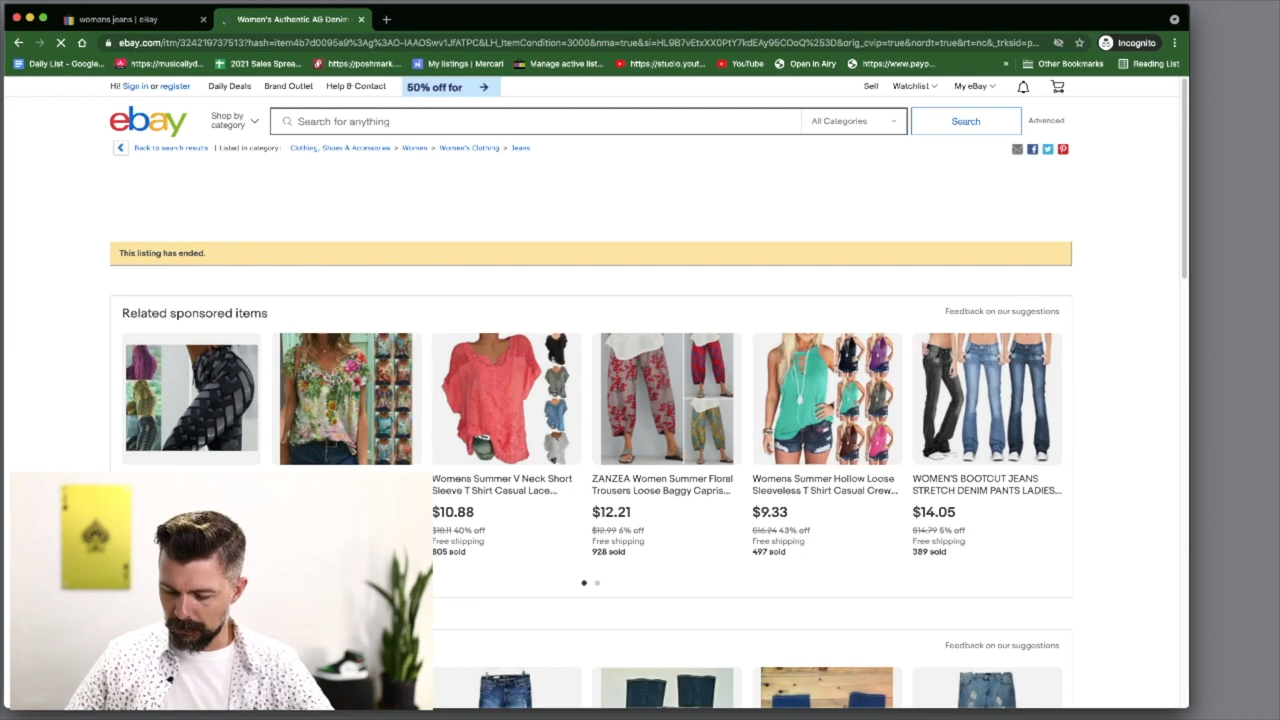 womens jeans | eBay
Women's Authentic AG Denim
ebay.com/itm/324219737513?hash=item4b7d0095a9%3Ag%3AO-IAAOSwv1JfATPC&LH_ItemCondition=3000&nma=true&si=HL9B7vEtxXX0PtY7kdEAy95COoQ%253D&orig_cvip=true&nordt=true&rt=nc&_trksid=p...
Incognito
Daily List - Google...
https://musicallyd...
2021 Sales Sprea...
https://poshmark....
My listings | Mercari
Manage active list...
https://studio.yout...
YouTube
Open in Airy
https://www.payp...
»
Other Bookmarks
Reading List
Hi! Sign in or register
Daily Deals
Brand Outlet
Help & Contact
50% off for
Sell
Watchlist
My eBay
ebay
Shop by
category
Search for anything
All Categories
Search
Advanced
Back to search results | Listed in category: Clothing, Shoes & Accessories > Women > Women's Clothing > Jeans
This listing has ended.
Related sponsored items
Feedback on our suggestions
Womens Summer V Neck Short
Sleeve T Shirt Casual Lace...
$10.88
$18.11 40% off
Free shipping
805 sold
ZANZEA Women Summer Floral
Trousers Loose Baggy Capris...
$12.21
$12.99 6% off
Free shipping
928 sold
Womens Summer Hollow Loose
Sleeveless T Shirt Casual Crew...
$9.33
$16.24 43% off
Free shipping
497 sold
WOMEN'S BOOTCUT JEANS
STRETCH DENIM PANTS LADIES...
$14.05
$14.79 5% off
Free shipping
389 sold
Feedback on our suggestions